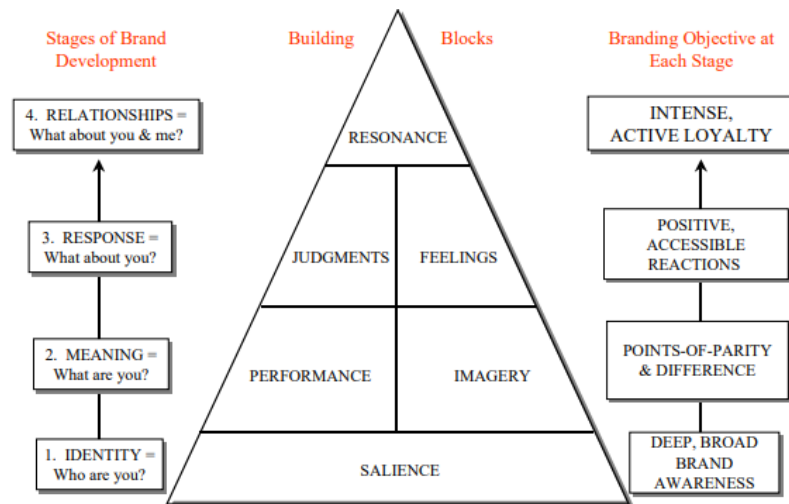 Stages of Brand
Development
Building
Blocks
Branding Objective at
Each Stage
4. RELATIONSHIPS =
What about you & me?
RESONANCE
INTENSE,
ACTIVE LOYALTY
3. RESPONSE =
What about you?
JUDGMENTS
FEELINGS
POSITIVE,
ACCESSIBLE
REACTIONS
2. MEANING =
What are you?
PERFORMANCE
IMAGERY
POINTS-OF-PARITY
& DIFFERENCE
1. IDENTITY =
Who are you?
SALIENCE
DEEP, BROAD
BRAND
AWARENESS